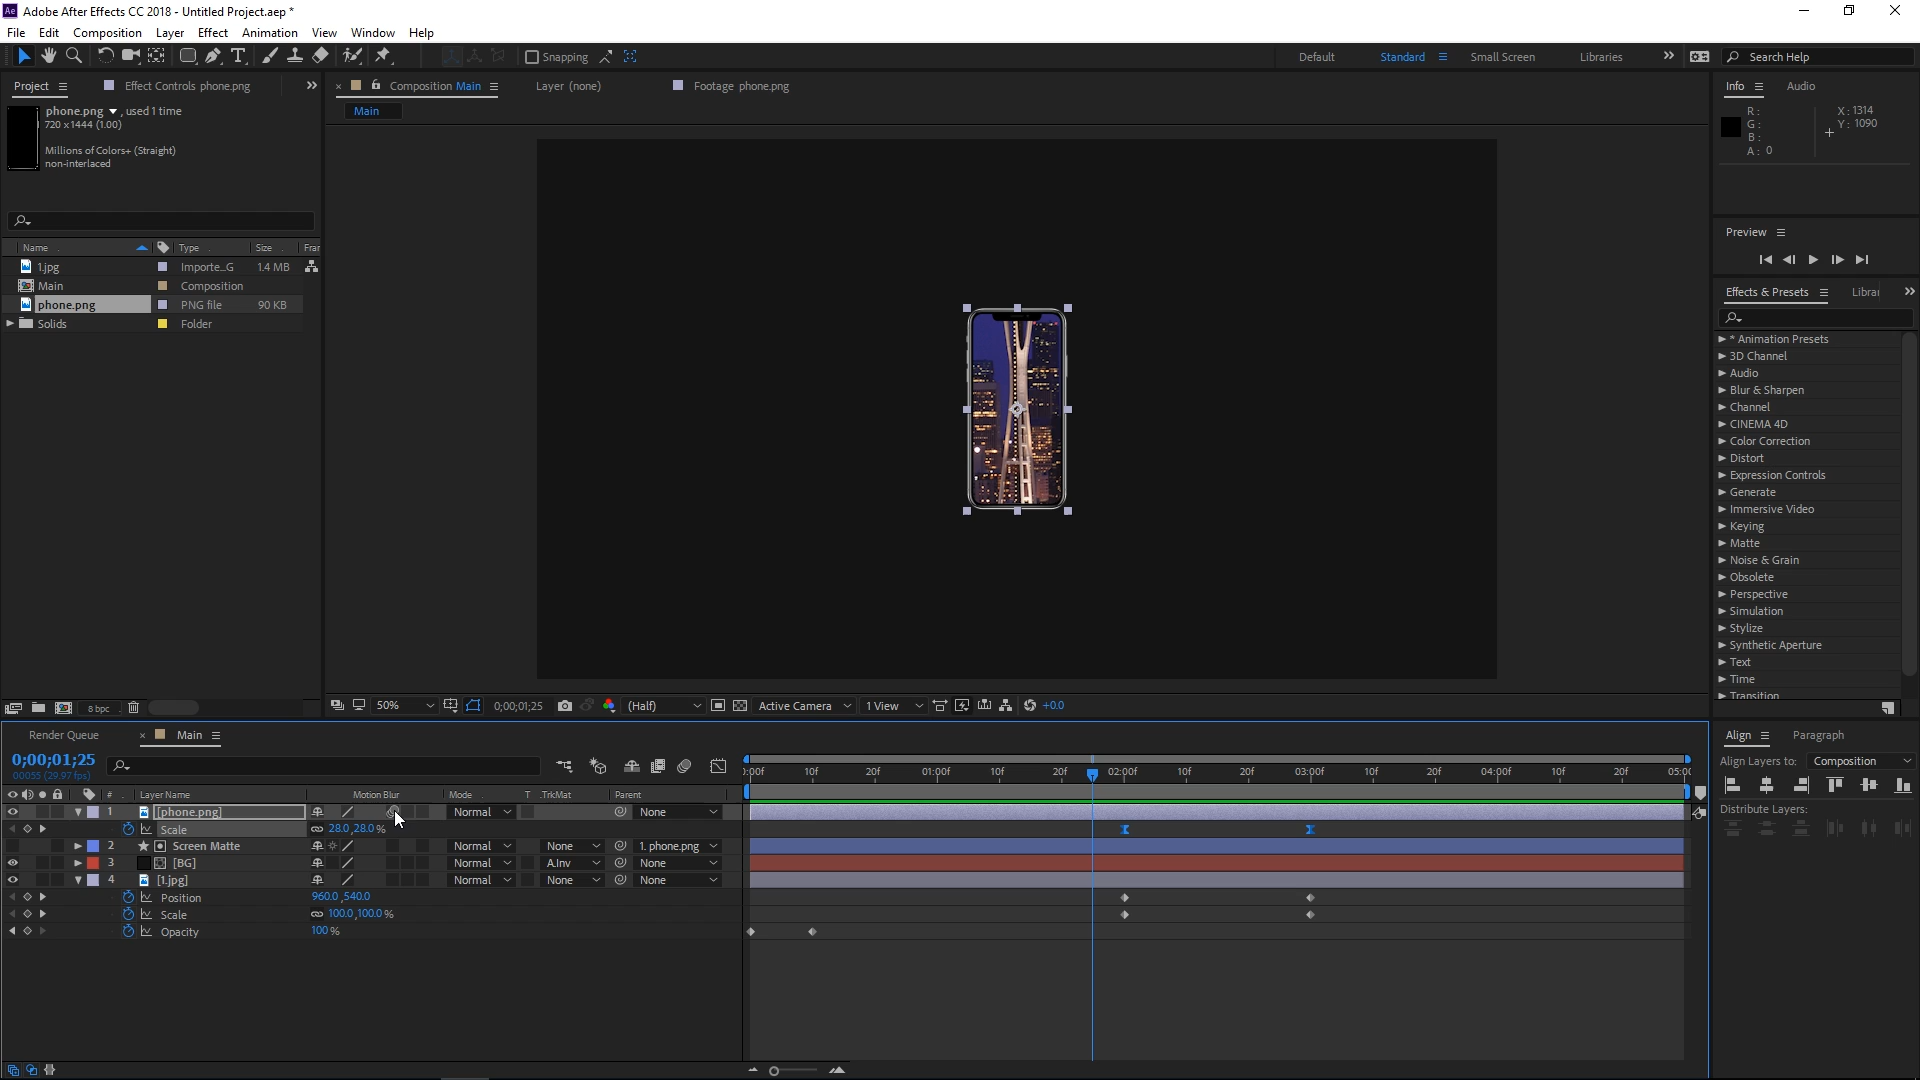 Ae Adobe After Effects CC 2018 - Untitled Project.aep *
File Edit Composition Layer Effect Animation View Window Help
Snapping Default Standard Small Screen Libraries Search Help
Project Effect Controls phone.png
phone.png , used 1 time
720 x 1444 (1.00)
Millions of Colors+ (Straight)
non-interlaced
Name Type Size Frar
1.jpg Importe...G 1.4 MB
Main Composition
phone.png PNG file 90 KB
Solids Folder
8 bpc
Composition Main Layer (none) Footage phone.png
Main
50% 0;00;01;25 (Half) Active Camera 1 View +0.0
Info Audio
R: X: 1314
G: Y: 1090
B:
A: 0
Preview
Effects & Presets Librar
* Animation Presets
3D Channel
Audio
Blur & Sharpen
Channel
CINEMA 4D
Color Correction
Distort
Expression Controls
Generate
Immersive Video
Keying
Matte
Noise & Grain
Obsolete
Perspective
Simulation
Stylize
Synthetic Aperture
Text
Time
Transition
Render Queue Main
0;00;01;25
00055 (29.97 fps)
):00f 10f 20f 01:00f 10f 20f 02:00f 10f 20f 03:00f 10f 20f 04:00f 10f 20f 05:00
# Layer Name Motion Blur Mode T .TrkMat Parent
1 [phone.png] Normal None
Scale 28.0,28.0%
2 Screen Matte Normal None 1. phone.png
3 [BG] Normal A.Inv None
4 [1.jpg] Normal None None
Position 960.0,540.0
Scale 100.0,100.0%
Opacity 100%
Align Paragraph
Align Layers to: Composition
Distribute Layers: